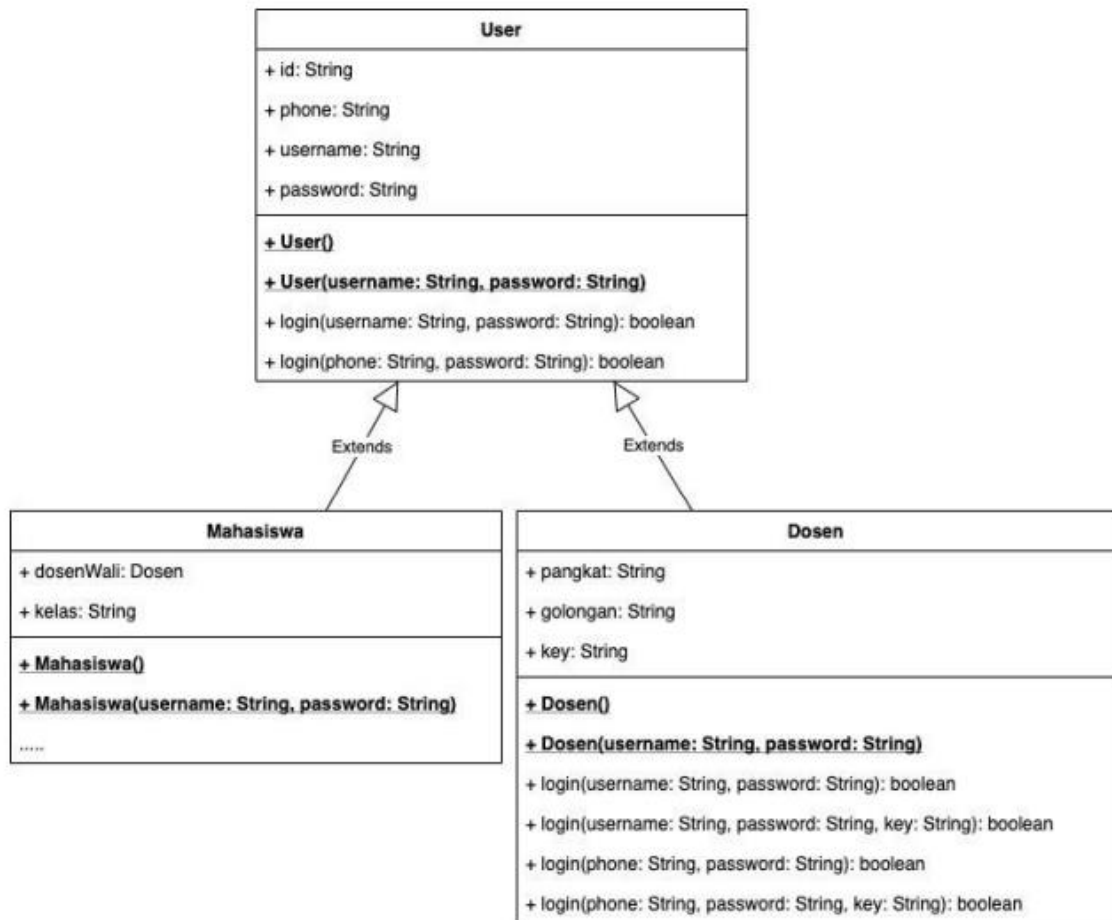 User
+ id: String
+ phone: String
+ username: String
+ password: String
+ User()
+ User(username: String, password: String)
+ login(username: String, password: String): boolean
+ login(phone: String, password: String): boolean
Extends
Extends
Mahasiswa
+ dosenWali: Dosen
+ kelas: String
+ Mahasiswa()
+ Mahasiswa(username: String, password: String)
.....
Dosen
+ pangkat: String
+ golongan: String
+ key: String
+ Dosen()
+ Dosen(username: String, password: String)
+ login(username: String, password: String): boolean
+ login(username: String, password: String, key: String): boolean
+ login(phone: String, password: String): boolean
+ login(phone: String, password: String, key: String): boolean